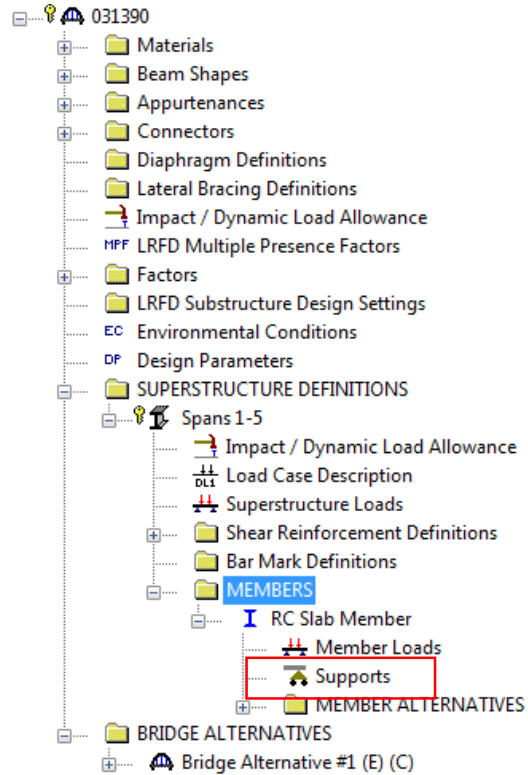 031390
Materials
Beam Shapes
Appurtenances
Connectors
Diaphragm Definitions
Lateral Bracing Definitions
Impact / Dynamic Load Allowance
MPF LRFD Multiple Presence Factors
Factors
LRFD Substructure Design Settings
EC Environmental Conditions
DP Design Parameters
SUPERSTRUCTURE DEFINITIONS
Spans 1-5
Impact / Dynamic Load Allowance
DL1 Load Case Description
Superstructure Loads
Shear Reinforcement Definitions
Bar Mark Definitions
MEMBERS
RC Slab Member
Member Loads
Supports
MEMBER ALTERNATIVES
BRIDGE ALTERNATIVES
Bridge Alternative #1 (E) (C)